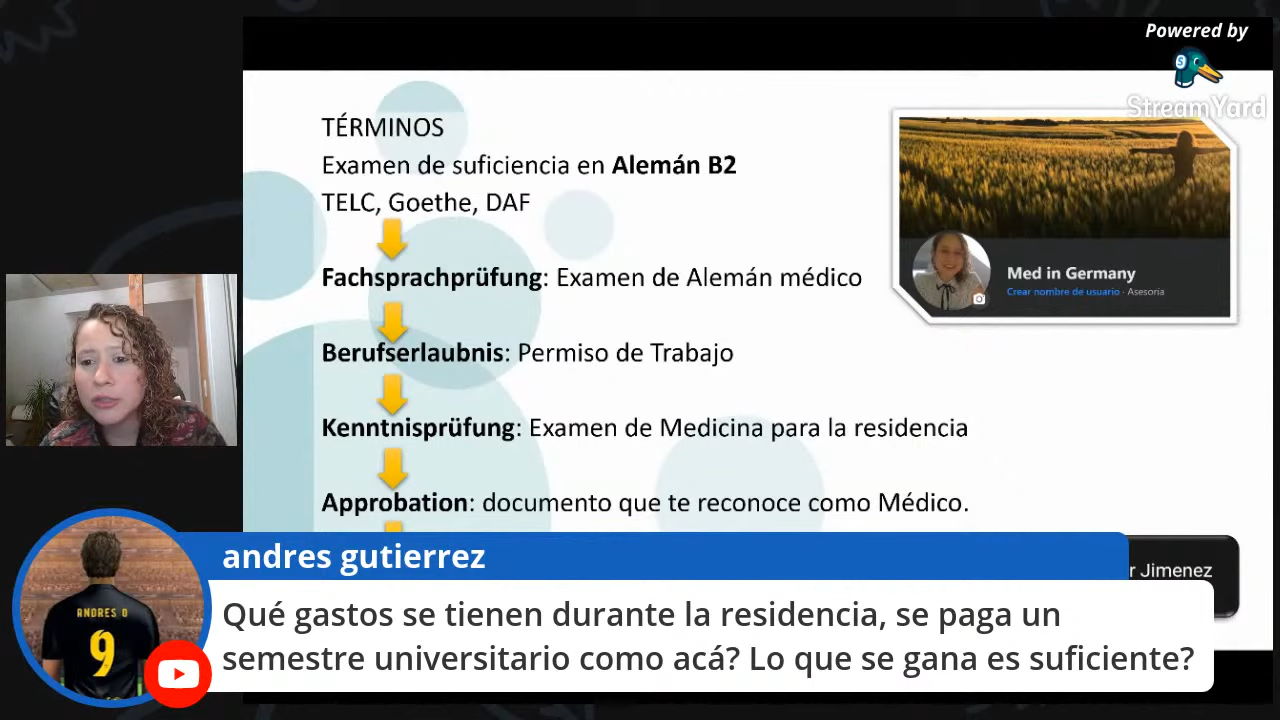 Powered by
StreamYard
TÉRMINOS
Examen de suficiencia en Alemán B2
TELC, Goethe, DAF
Fachsprachprüfung: Examen de Alemán médico
Berufserlaubnis: Permiso de Trabajo
Kenntnisprüfung: Examen de Medicina para la residencia
Approbation: documento que te reconoce como Médico.
Med in Germany
Crear nombre de usuario · Asesoría
r Jimenez
andres gutierrez
Qué gastos se tienen durante la residencia, se paga un
semestre universitario como acá? Lo que se gana es suficiente?
ANDRES O
9